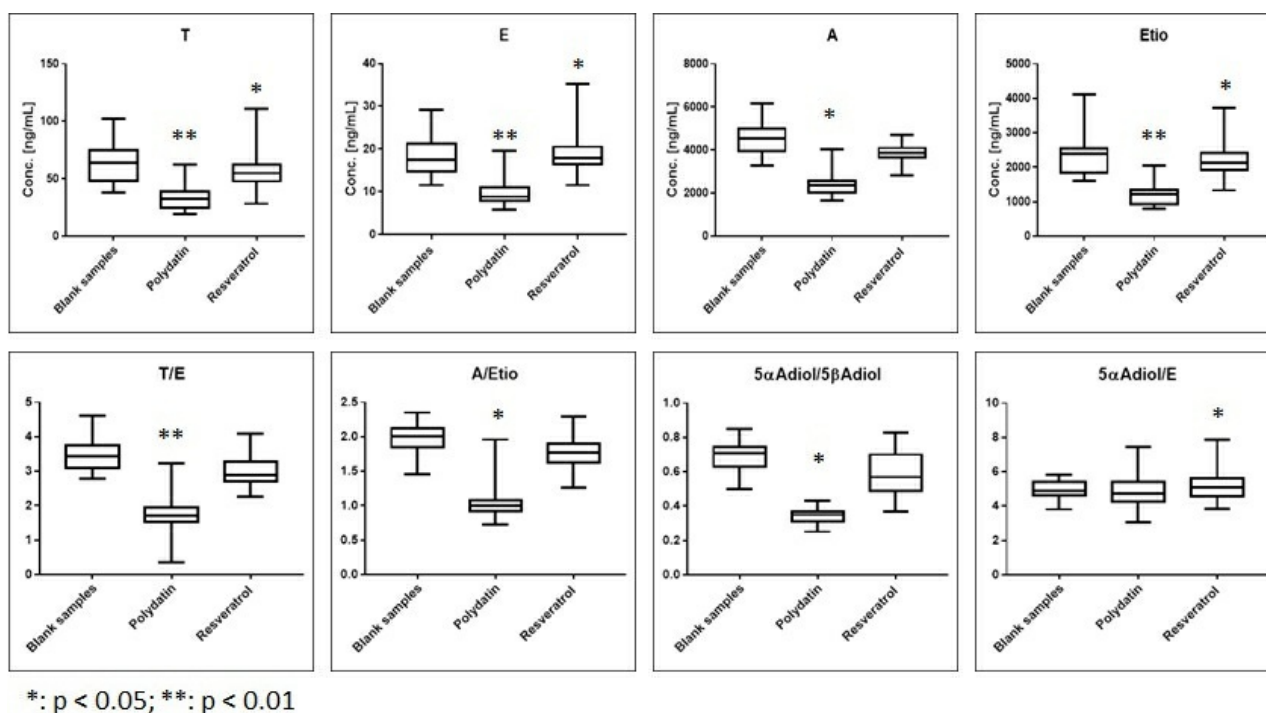 T
Conc. [ng/mL]
150
100
50
0
**
*
Blank samples
Polydatin
Resveratrol
E
Conc. [ng/mL]
40
30
20
10
0
**
*
Blank samples
Polydatin
Resveratrol
A
Conc. [ng/mL]
8000
6000
4000
2000
0
*
Blank samples
Polydatin
Resveratrol
Etio
Conc. [ng/mL]
5000
4000
3000
2000
1000
0
**
*
Blank samples
Polydatin
Resveratrol
T/E
5
4
3
2
1
0
**
Blank samples
Polydatin
Resveratrol
A/Etio
2.5
2.0
1.5
1.0
0.5
0.0
*
Blank samples
Polydatin
Resveratrol
5αAdiol/5βAdiol
1.0
0.8
0.6
0.4
0.2
0.0
*
Blank samples
Polydatin
Resveratrol
5αAdiol/E
10
8
6
4
2
0
*
Blank samples
Polydatin
Resveratrol
*: p < 0.05; **: p < 0.01